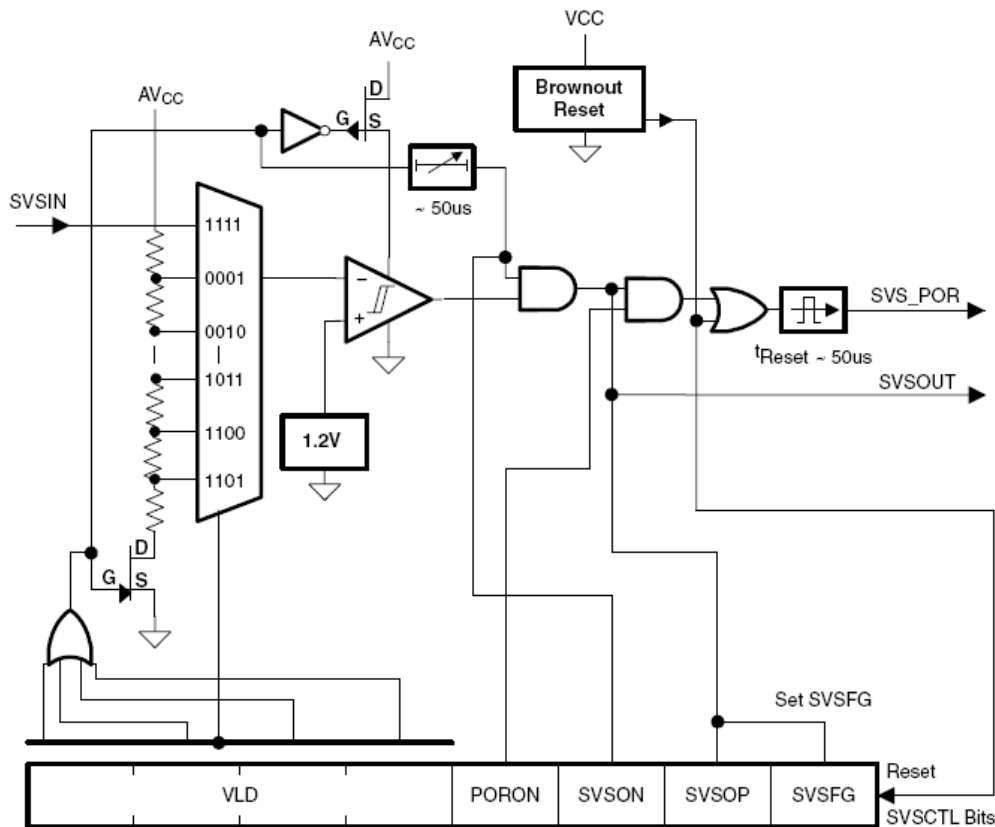 VCC
AVCC
Brownout
Reset
AVCC
D
G
S
SVSIN
~ 50us
1111
0001
0010
1011
1100
1101
–
+
1.2V
SVS_POR
tReset ~ 50us
SVSOUT
D
G
S
Set SVSFG
VLD
PORON
SVSON
SVSOP
SVSFG
Reset
SVSCTL Bits